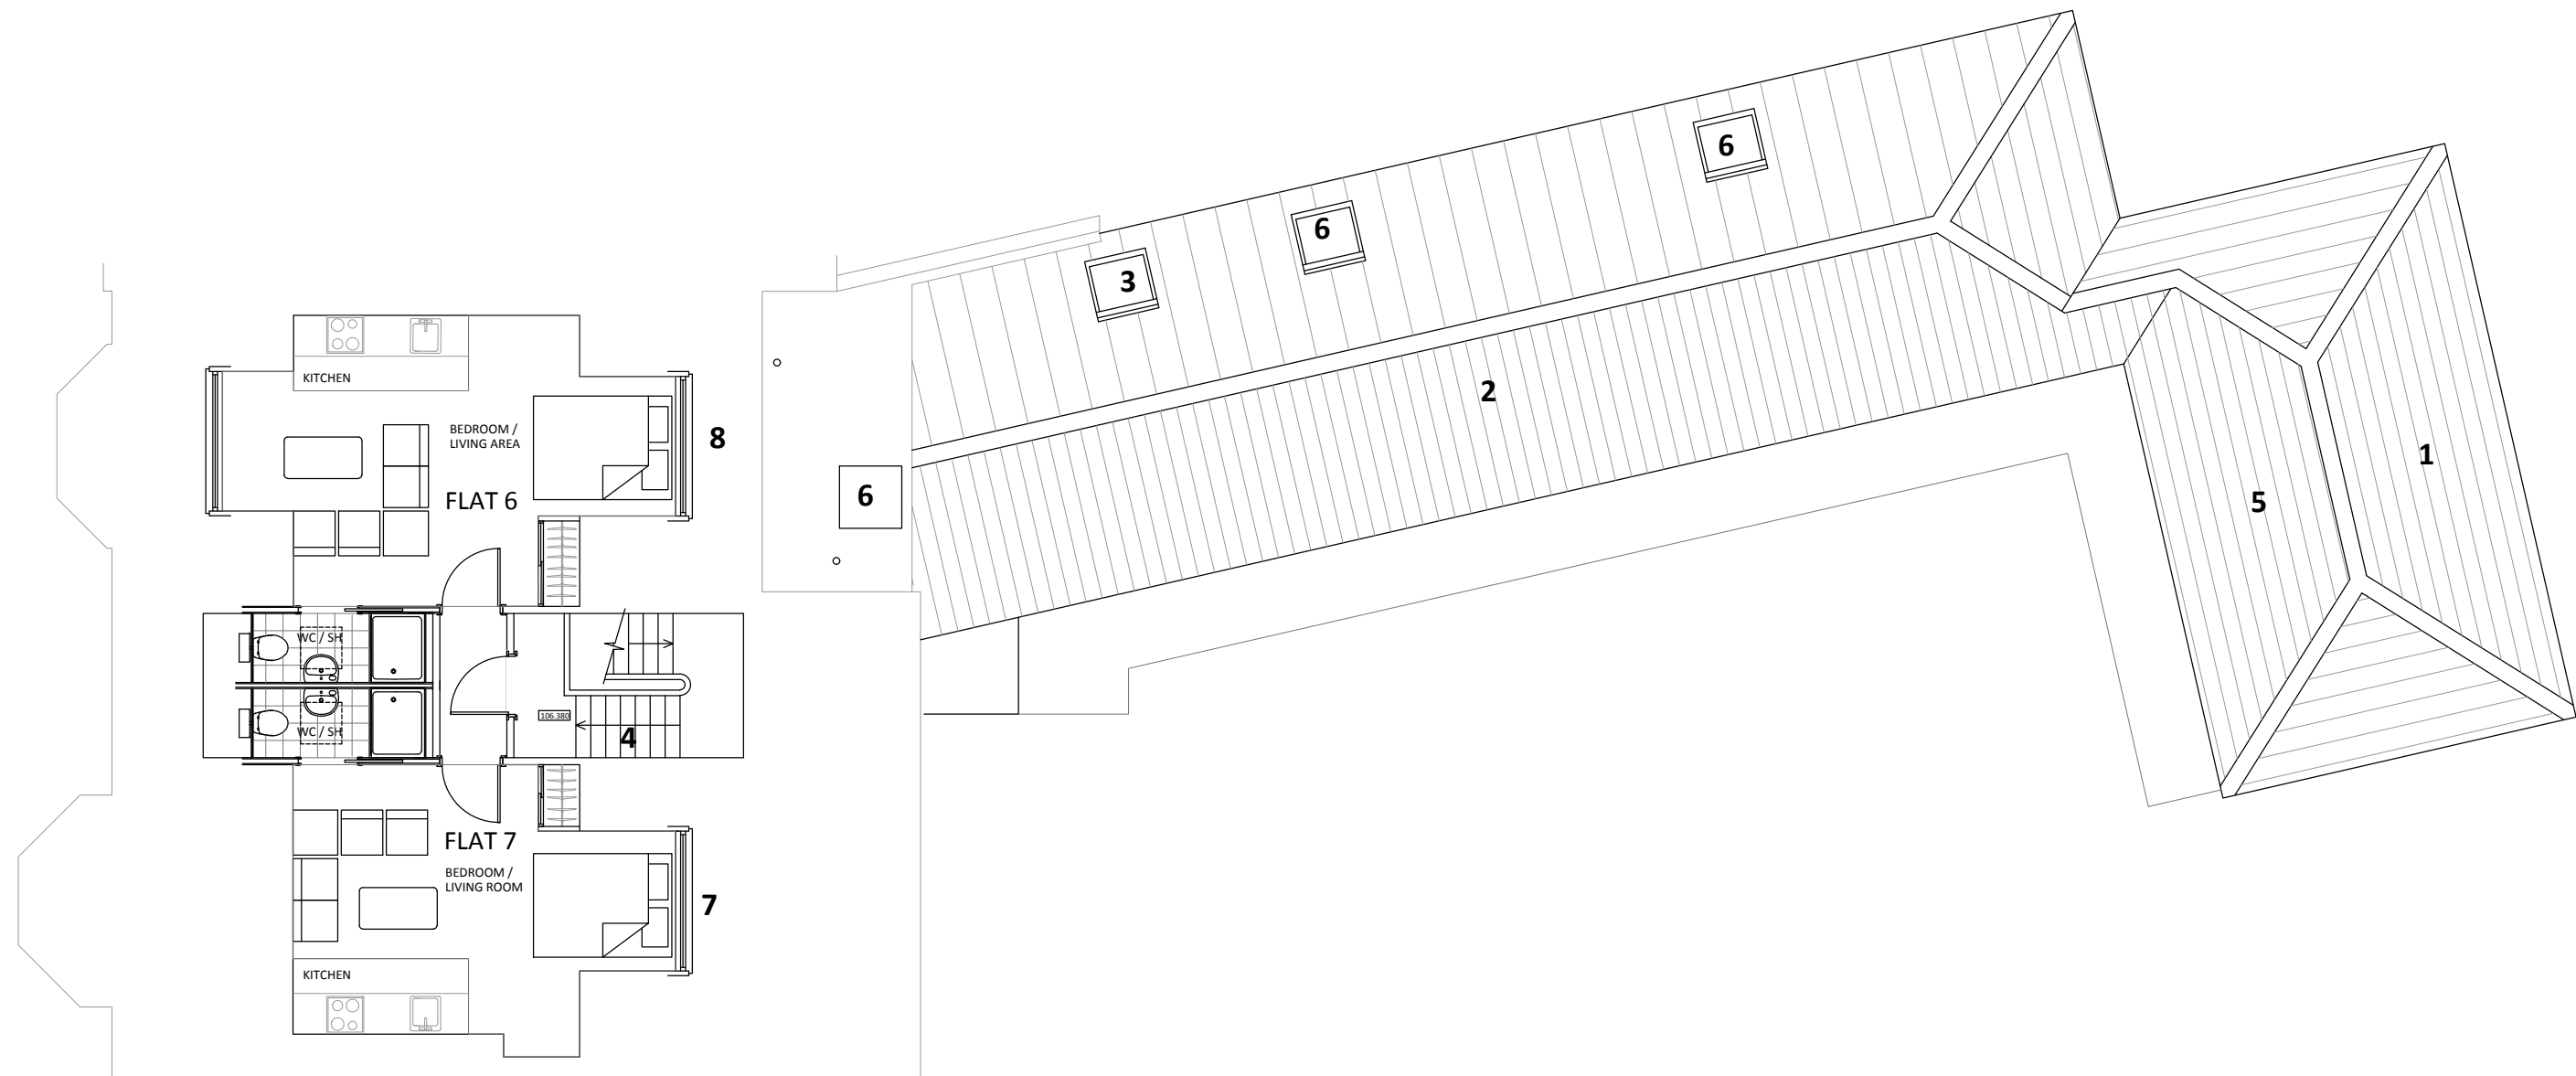 6
6
3
KITCHEN
2
BEDROOM /
LIVING AREA
8
1
FLAT 6
6
5
WC / SH
106.380
WC / SH
4
FLAT 7
BEDROOM /
LIVING ROOM
7
KITCHEN